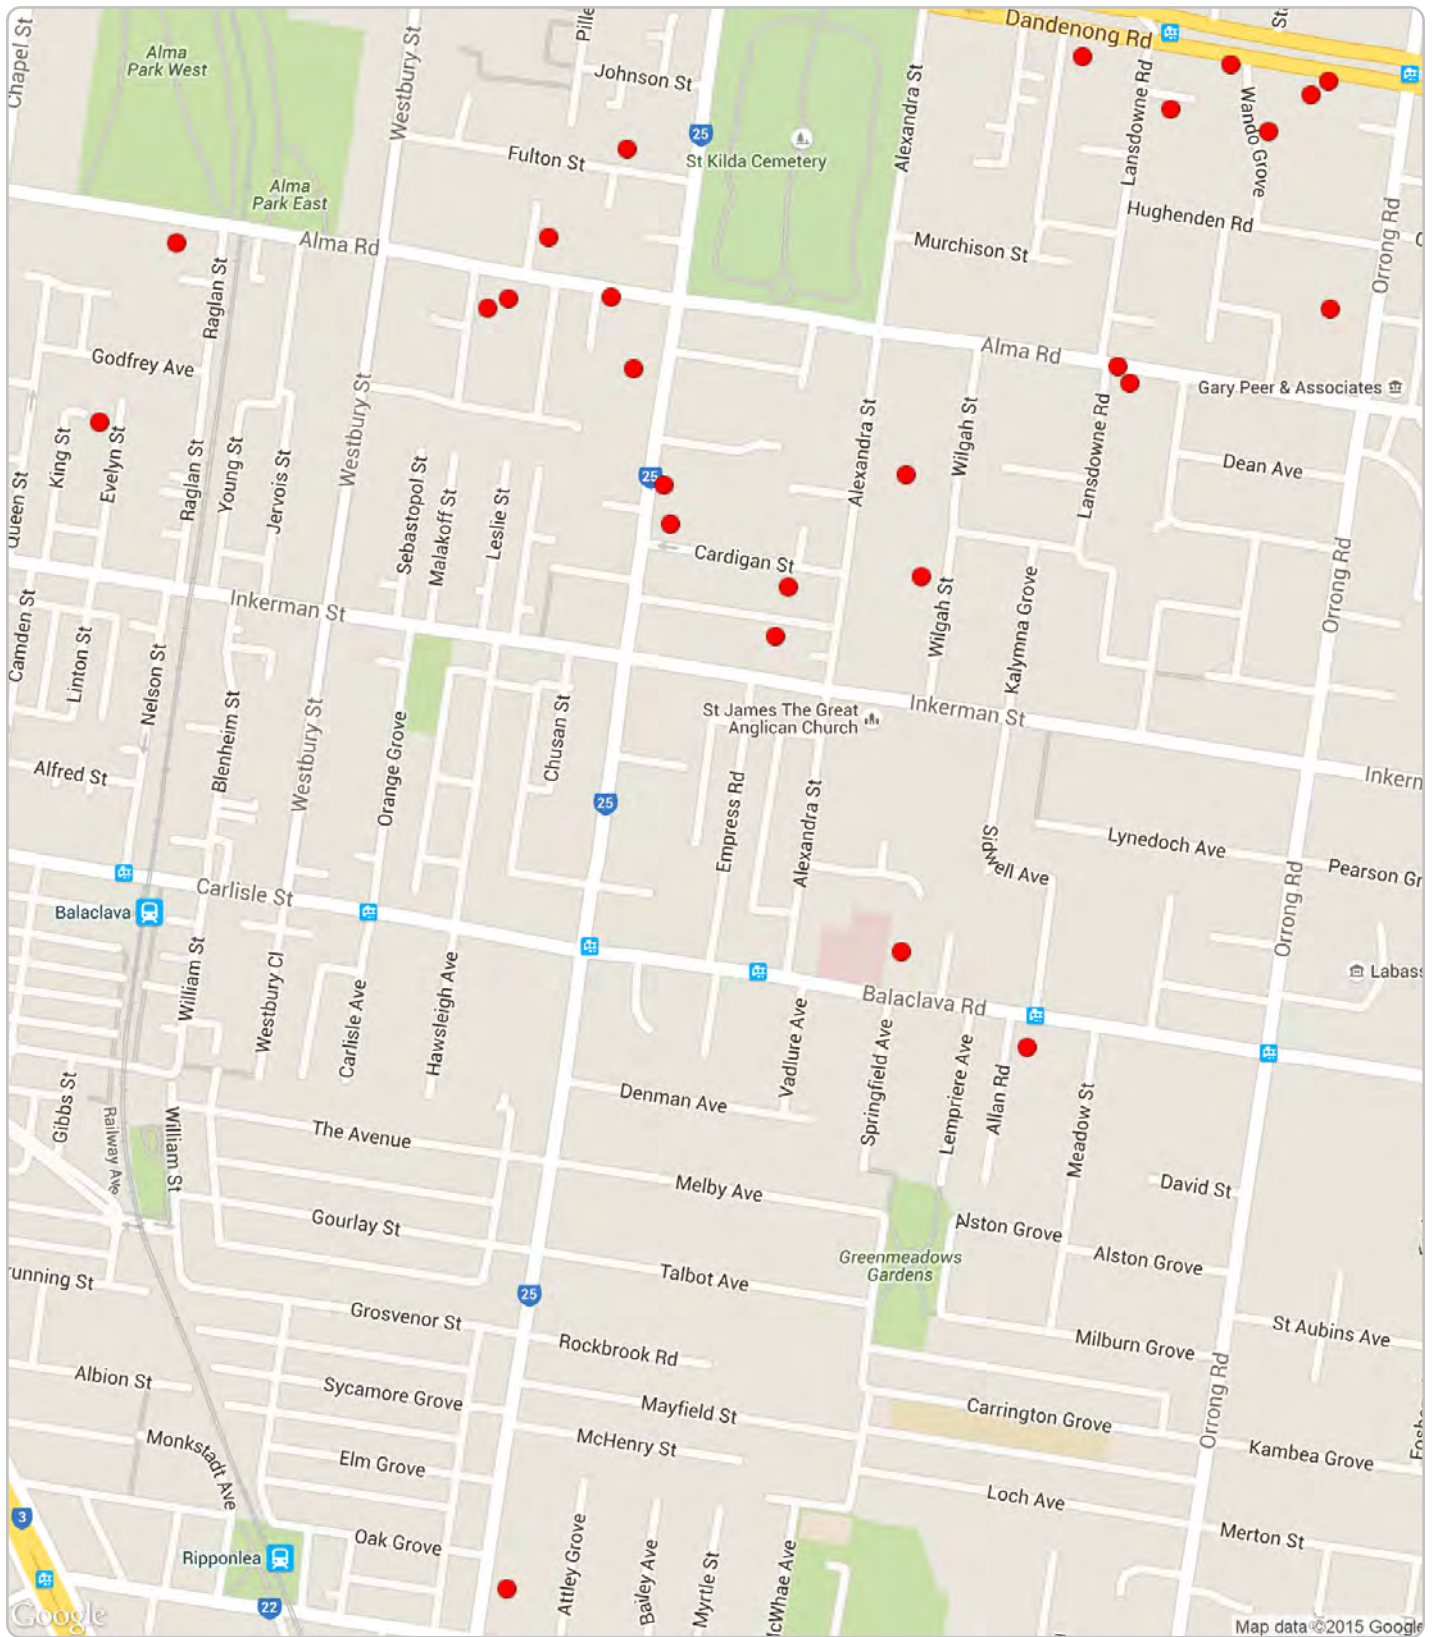 Chapel St
Alma
Park West
Westbury St
Johnson St
25
St Kilda Cemetery
Alexandra St
Dandenong Rd
Lansdowne Rd
Wando Grove
Fulton St
Alma
Park East
Hughenden Rd
Orrong Rd
Alma Rd
Murchison St
Raglan St
Alma Rd
Godfrey Ave
Gary Peer & Associates
Westbury St
Alexandra St
Wilgah St
Lansdowne Rd
King St
Evelyn St
Raglan St
Young St
Jervois St
Sebastopol St
Malakoff St
Leslie St
25
Dean Ave
Queen St
Cardigan St
Orrong Rd
Inkerman St
Wilgah St
Kalymna Grove
Camden St
Linton St
Nelson St
St James The Great
Anglican Church
Inkerman St
Blenheim St
Westbury St
Orange Grove
Chusan St
Alfred St
Inkern
25
Empress Rd
Alexandra St
Sidwell Ave
Lynedoch Ave
Pearson Gr
Carlisle St
Balaclava
Orrong Rd
William St
Westbury Cl
Carlisle Ave
Hawsleigh Ave
Labass
Balaclava Rd
Vadlure Ave
Springfield Ave
Lempriere Ave
Allan Rd
Meadow St
Gibbs St
Railway Ave
William St
Denman Ave
The Avenue
Melby Ave
David St
Gourlay St
Alston Grove
Alston Grove
Greenmeadows
Gardens
Talbot Ave
running St
25
Grosvenor St
Rockbrook Rd
St Aubins Ave
Milburn Grove
Albion St
Sycamore Grove
Mayfield St
Carrington Grove
Orrong Rd
McHenry St
Kambea Grove
Monkstadt Ave
Elm Grove
Loch Ave
3
Oak Grove
Merton St
Ripponlea
Attley Grove
Bailey Ave
Myrtle St
McWhae Ave
22
Google
Map data ©2015 Google